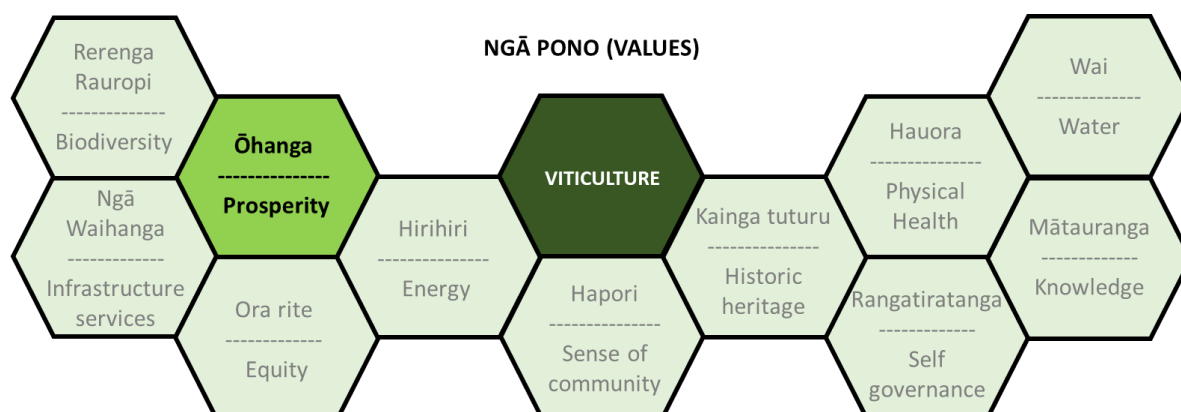 NGĀ PONO (VALUES)
Rerenga
Rauropi
--------------
Biodiversity
Ōhanga
---------------
Prosperity
Ngā
Waihanga
-------------
Infrastructure
services
Ora rite
-------------
Equity
Hirihiri
---------------
Energy
VITICULTURE
Hapori
---------------
Sense of
community
Kainga tuturu
---------------
Historic
heritage
Hauora
---------------
Physical
Health
Rangatiratanga
-------------
Self
governance
Wai
--------------
Water
Mātauranga
-------------
Knowledge